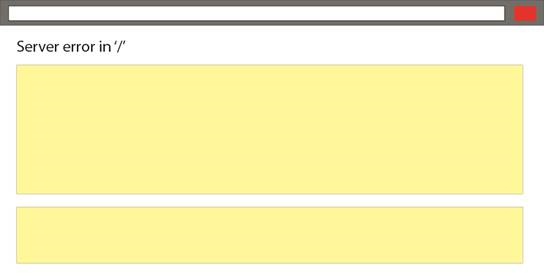 Server error in ‘/’